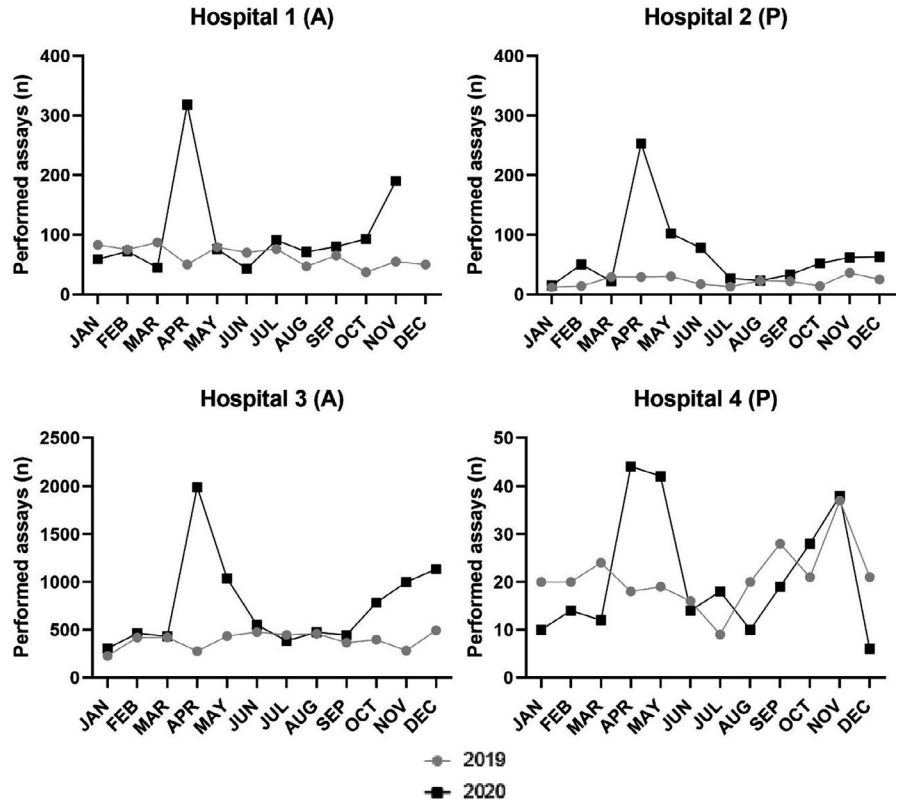 Hospital 1 (A)
Performed assays (n)
400
300
200
100
0
JAN FEB MAR APR MAY JUN JUL AUG SEP OCT NOV DEC
Hospital 2 (P)
Performed assays (n)
400
300
200
100
0
JAN FEB MAR APR MAY JUN JUL AUG SEP OCT NOV DEC
Hospital 3 (A)
Performed assays (n)
2500
2000
1500
1000
500
0
JAN FEB MAR APR MAY JUN JUL AUG SEP OCT NOV DEC
Hospital 4 (P)
Performed assays (n)
50
40
30
20
10
0
JAN FEB MAR APR MAY JUN JUL AUG SEP OCT NOV DEC
2019
2020